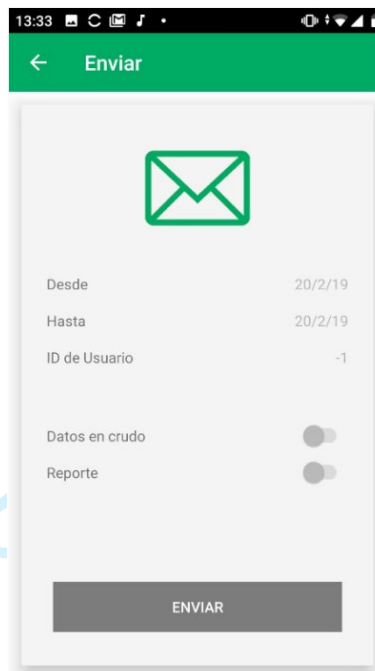 13:33
Enviar
Desde 20/2/19
Hasta 20/2/19
ID de Usuario -1
Datos en crudo
Reporte
ENVIAR